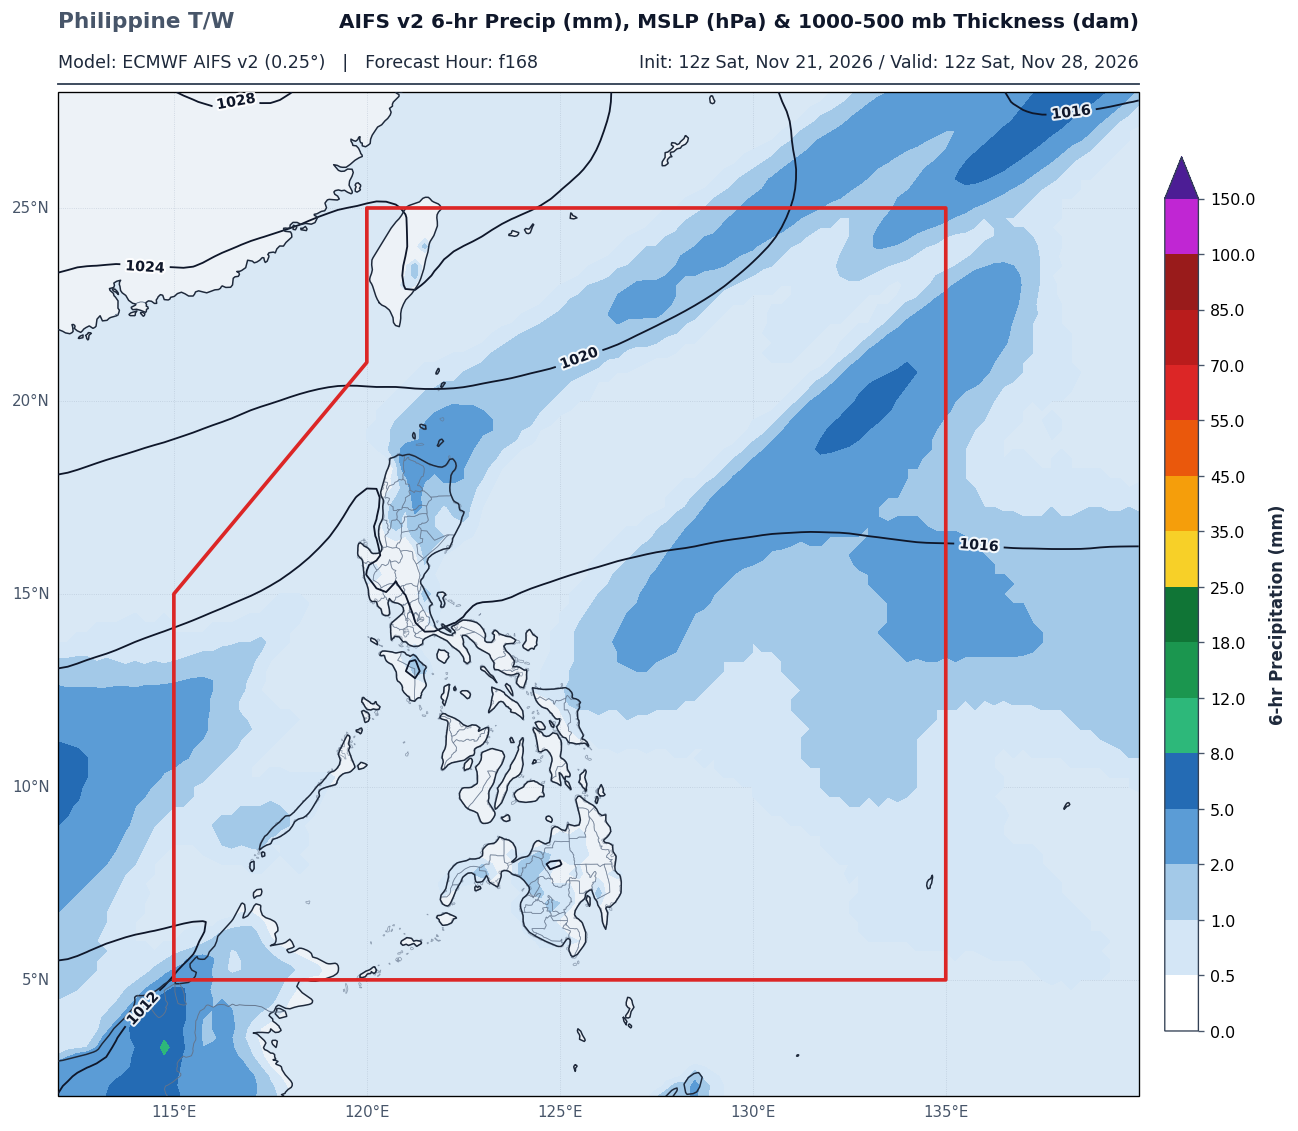 Philippine T/W
AIFS v2 6-hr Precip (mm), MSLP (hPa) & 1000-500 mb Thickness (dam)
Model: ECMWF AIFS v2 (0.25°) | Forecast Hour: f168
Init: 12z Sat, Nov 21, 2026 / Valid: 12z Sat, Nov 28, 2026
1028
1016
1024
1020
1016
1012
25°N
20°N
15°N
10°N
5°N
115°E
120°E
125°E
130°E
135°E
150.0
100.0
85.0
70.0
55.0
45.0
35.0
25.0
18.0
12.0
8.0
5.0
2.0
1.0
0.5
0.0
6-hr Precipitation (mm)